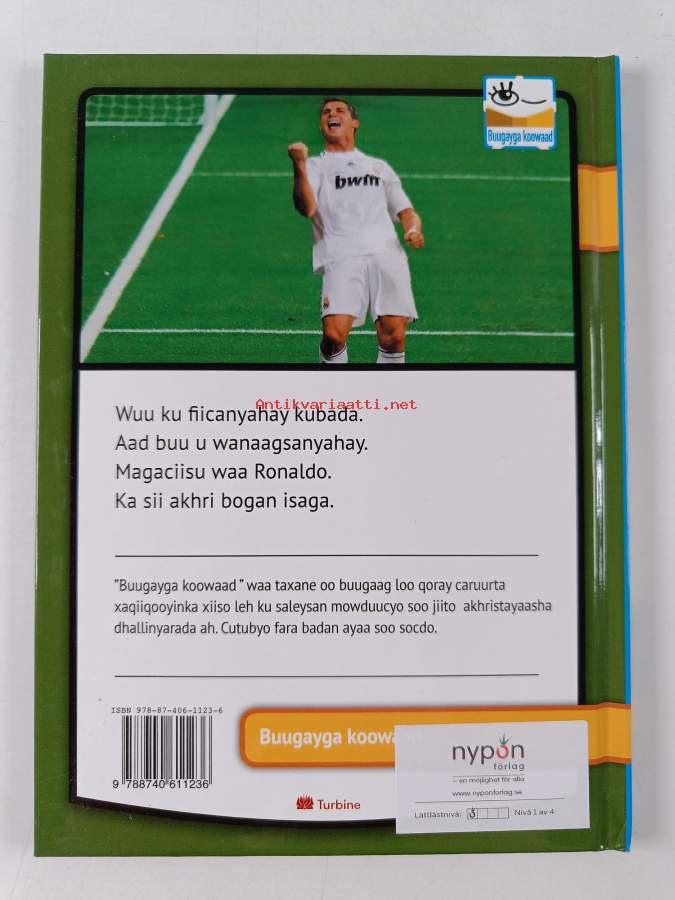 Buugayga koowaad
bwin
Antikvariaatti.net
Wuu ku fiicanyahay kubada.
Aad buu u wanaagsanyahay.
Magaciisu waa Ronaldo.
Ka sii akhri bogan isaga.
"Buugayga koowaad" waa taxane oo buugaag loo qoray caruurta
xaqiiqooyinka xiiso leh ku saleysan mowduucyo soo jiito akhristayaasha
dhallinyarada ah. Cutubyo fara badan ayaa soo socdo.
ISBN 978-87-406-1123-6
9 788740 611236
Buugayga
Turbine
nypon
förlag
– en möjlighet för alla
www.nyponforlag.se
Lättlästnivå: Nivå 1 av 4